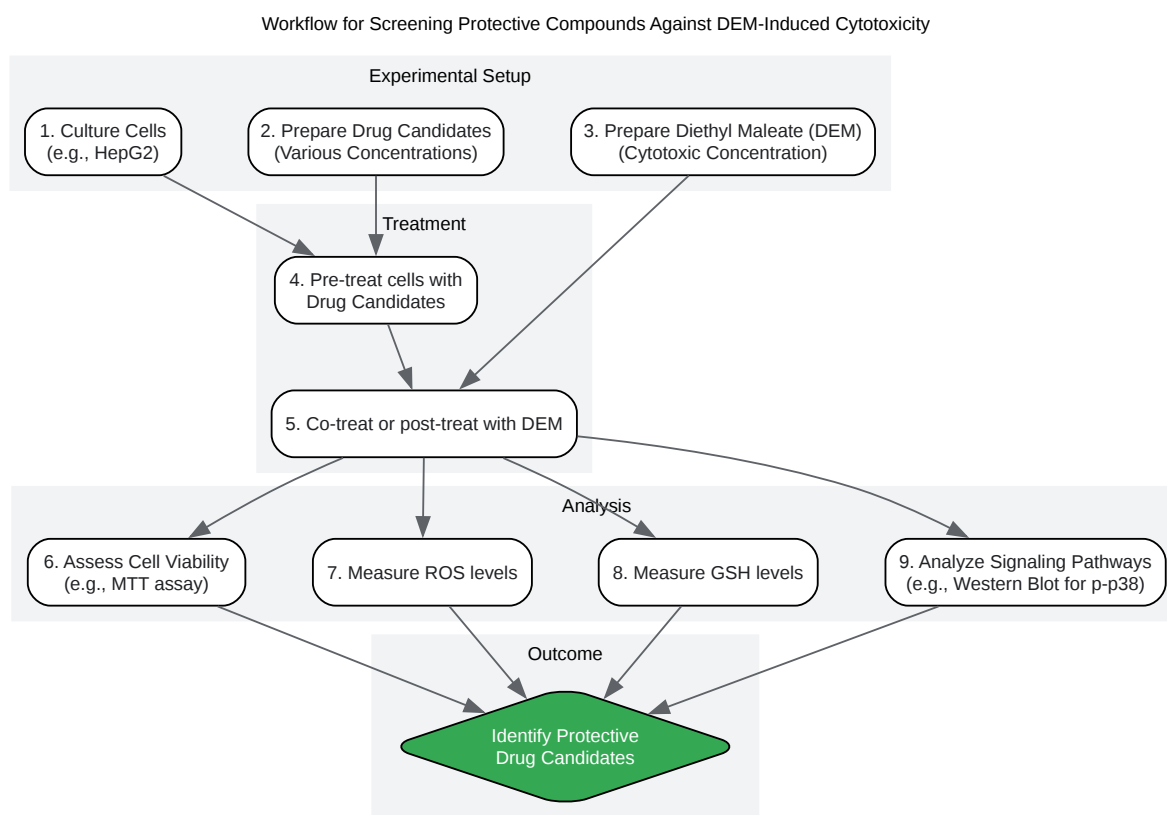 Workflow for Screening Protective Compounds Against DEM-Induced Cytotoxicity
Experimental Setup
1. Culture Cells
(e.g., HepG2)
2. Prepare Drug Candidates
(Various Concentrations)
3. Prepare Diethyl Maleate (DEM)
(Cytotoxic Concentration)
Treatment
4. Pre-treat cells with
Drug Candidates
5. Co-treat or post-treat with DEM
Analysis
6. Assess Cell Viability
(e.g., MTT assay)
7. Measure ROS levels
8. Measure GSH levels
9. Analyze Signaling Pathways
(e.g., Western Blot for p-p38)
Outcome
Identify Protective
Drug Candidates